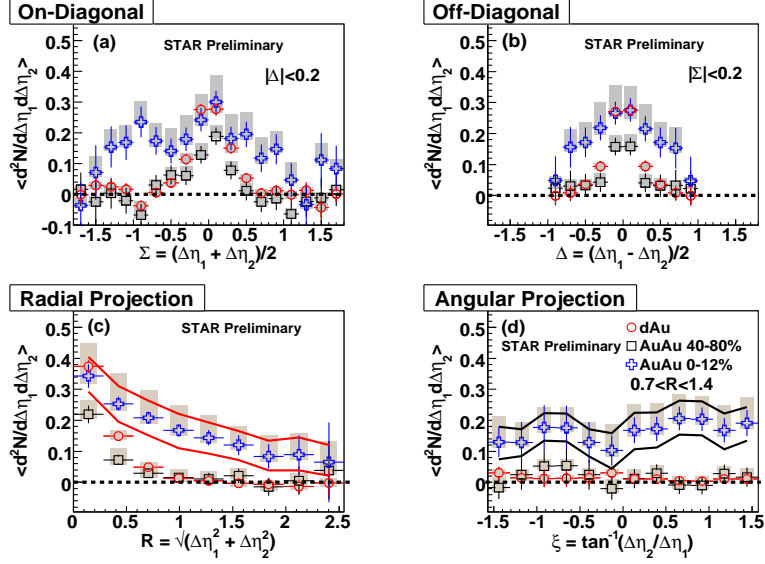 On-Diagonal
Off-Diagonal
(a)
STAR Preliminary
|Δ|<0.2
<d²N/dΔη₁dΔη₂>
0.5
0.4
0.3
0.2
0.1
0
-0.1
-1.5 -1 -0.5 0 0.5 1 1.5
Σ = (Δη₁ + Δη₂)/2
(b)
STAR Preliminary
|Σ|<0.2
<d²N/dΔη₁dΔη₂>
0.5
0.4
0.3
0.2
0.1
0
-1.5 -1 -0.5 0 0.5 1 1.5
Δ = (Δη₁ - Δη₂)/2
Radial Projection
Angular Projection
(c)
STAR Preliminary
<d²N/dΔη₁dΔη₂>
0.5
0.4
0.3
0.2
0.1
0
0 0.5 1 1.5 2 2.5
R = √(Δη₁² + Δη₂²)
(d)
STAR Preliminary
dAu
AuAu 40-80%
AuAu 0-12%
0.7<R<1.4
<d²N/dΔη₁dΔη₂>
0.5
0.4
0.3
0.2
0.1
0
-1.5 -1 -0.5 0 0.5 1 1.5
ξ = tan⁻¹(Δη₂/Δη₁)